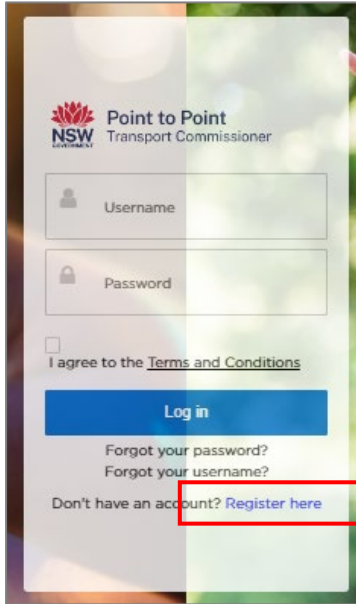 Point to Point
NSW
GOVERNMENT
Transport Commissioner
Username
Password
I agree to the Terms and Conditions
Log in
Forgot your password?
Forgot your username?
Don't have an account? Register here